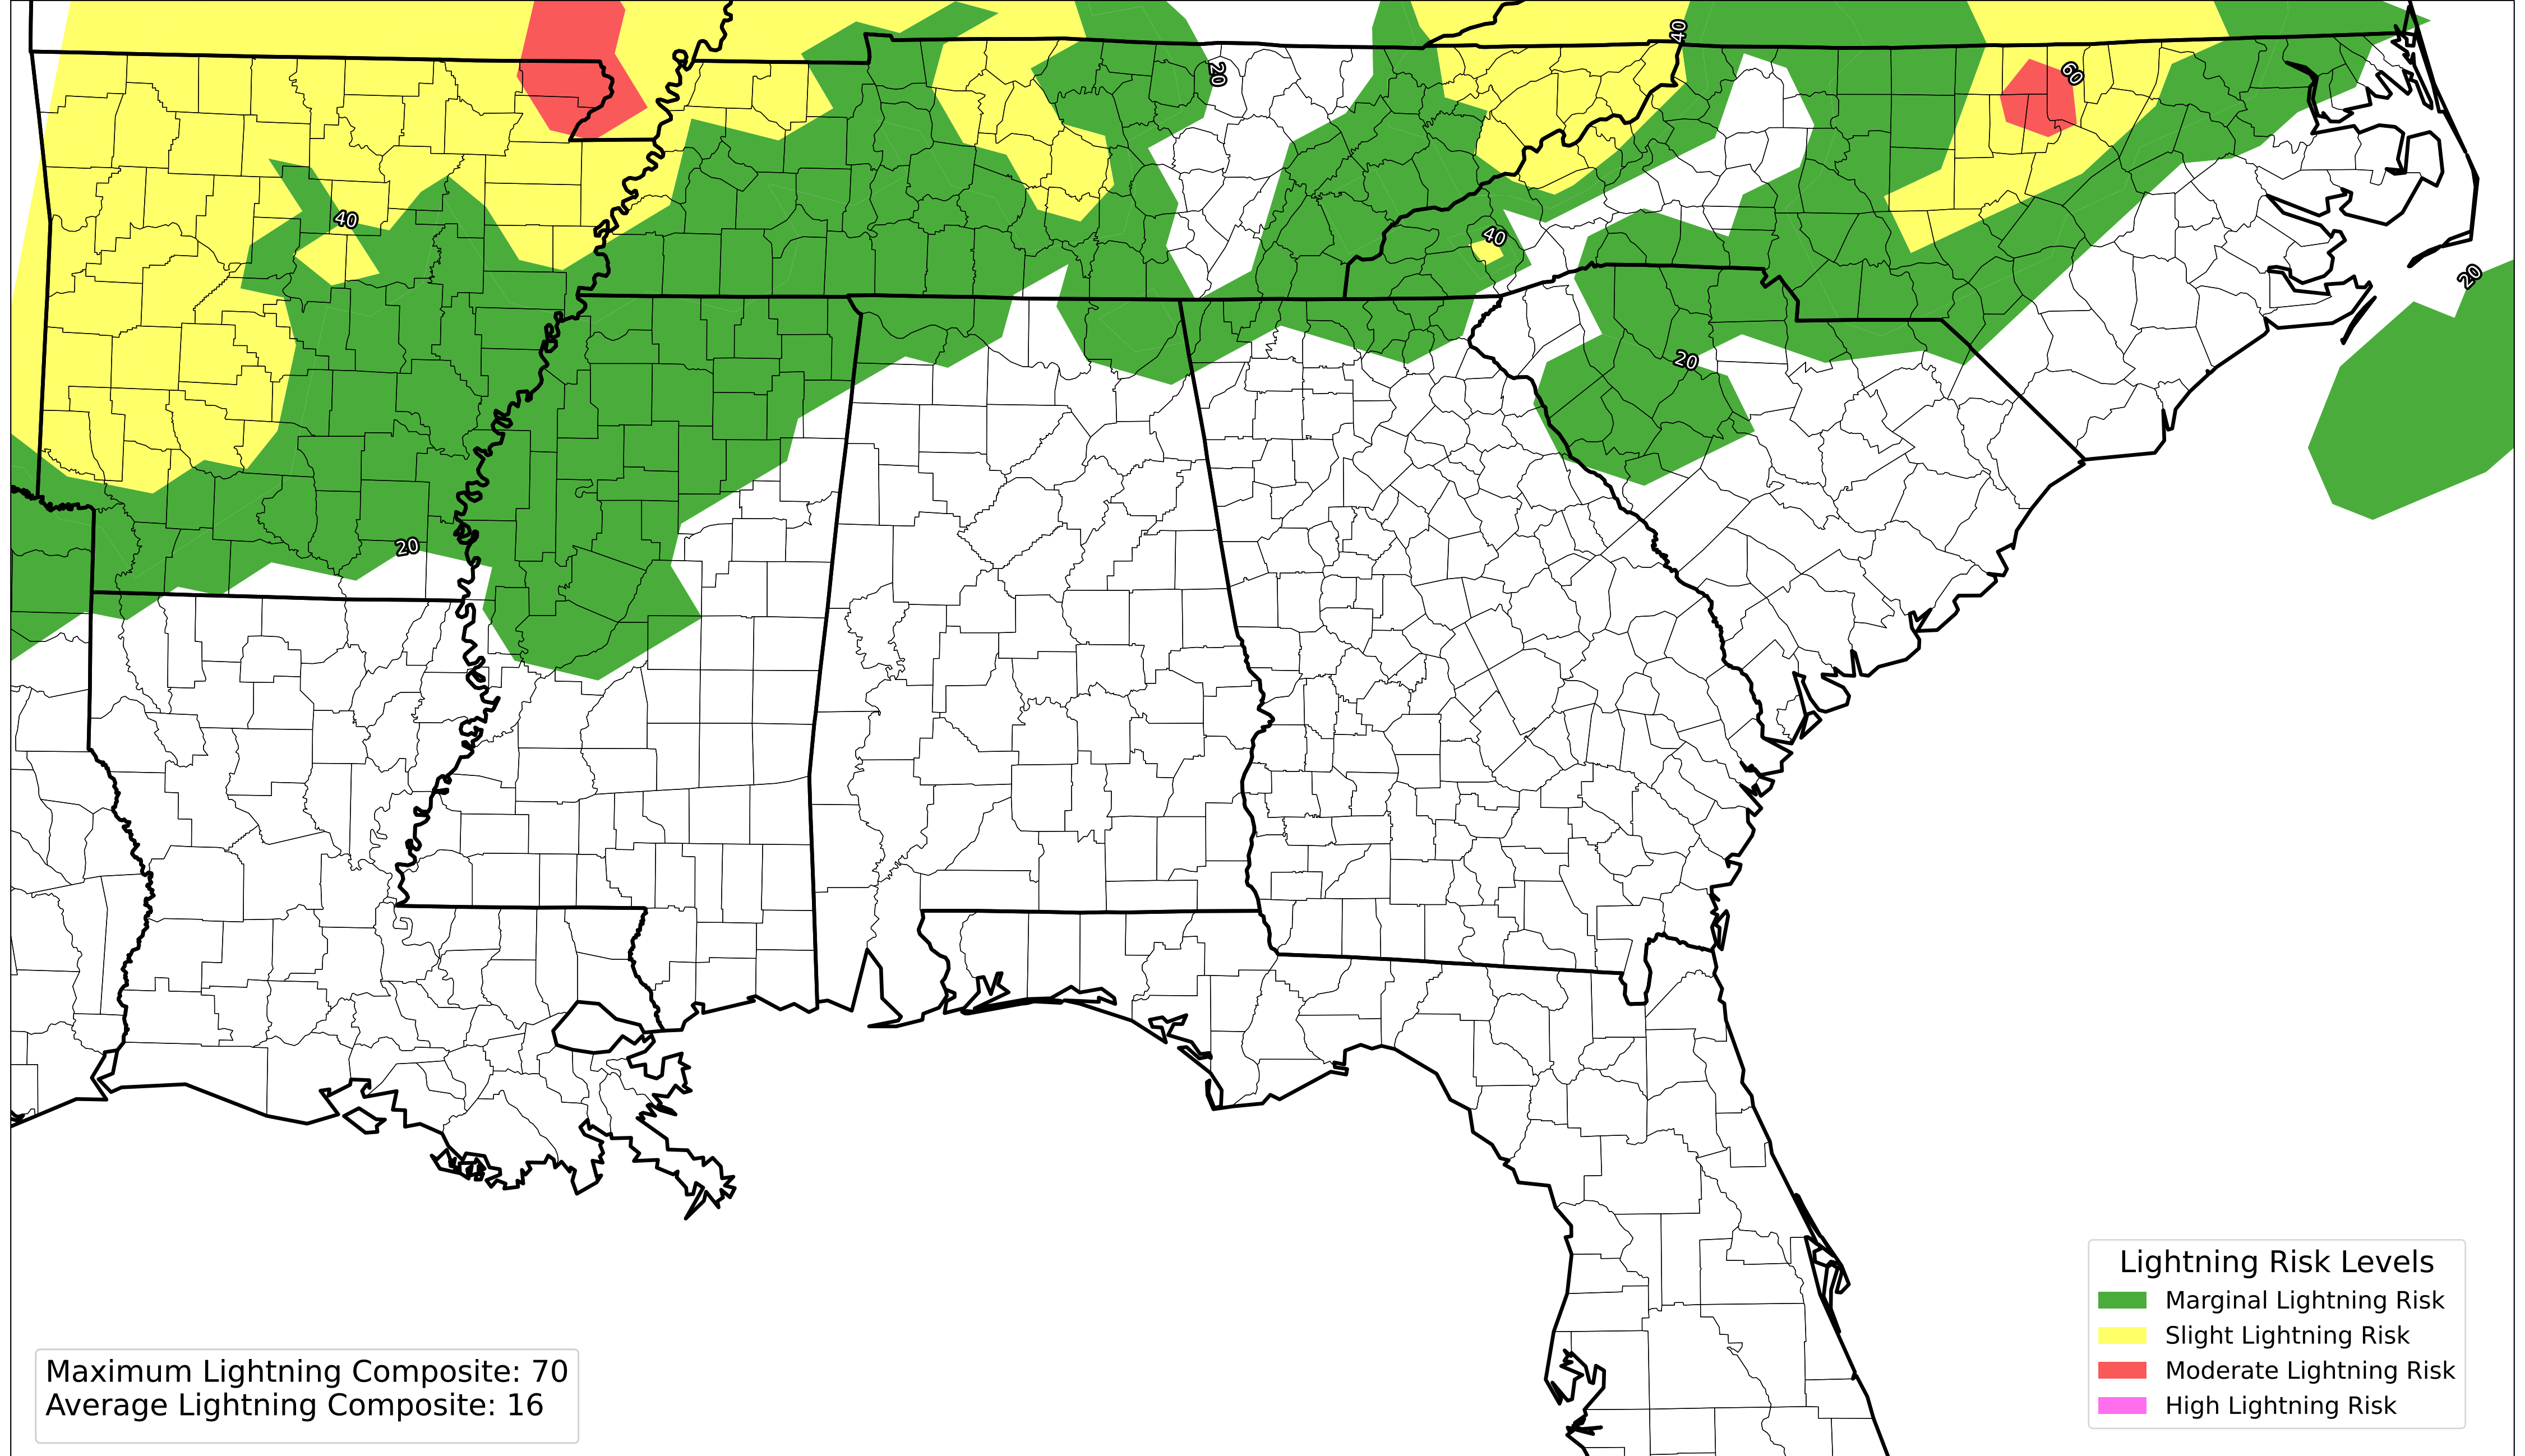 40
20
60
40
40
20
20
20
Lightning Risk Levels
Marginal Lightning Risk
Slight Lightning Risk
Moderate Lightning Risk
High Lightning Risk
Maximum Lightning Composite: 70
Average Lightning Composite: 16